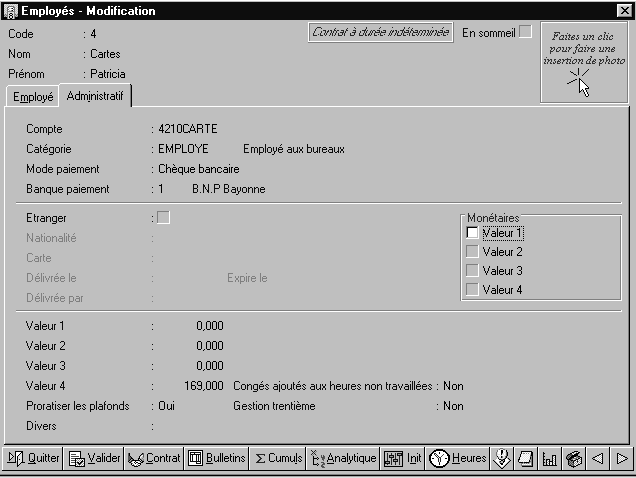 Employés - Modification
Code : 4
Contrat à durée indéterminée
En sommeil
Faites un clic
pour faire une
insertion de photo
Nom : Cartes
Prénom : Patricia
Employé
Administratif
Compte : 4210CARTE
Catégorie : EMPLOYE Employé aux bureaux
Mode paiement : Chèque bancaire
Banque paiement : 1 B.N.P Bayonne
Etranger :
Nationalité :
Carte :
Délivrée le : Expire le
Délivrée par :
Monétaires
Valeur 1
Valeur 2
Valeur 3
Valeur 4
Valeur 1 : 0,000
Valeur 2 : 0,000
Valeur 3 : 0,000
Valeur 4 : 169,000 Congés ajoutés aux heures non travaillées : Non
Proratiser les plafonds : Oui Gestion trentième : Non
Divers :
Quitter Valider Contrat Bulletins Σ Cumuls Analytique Init Heures